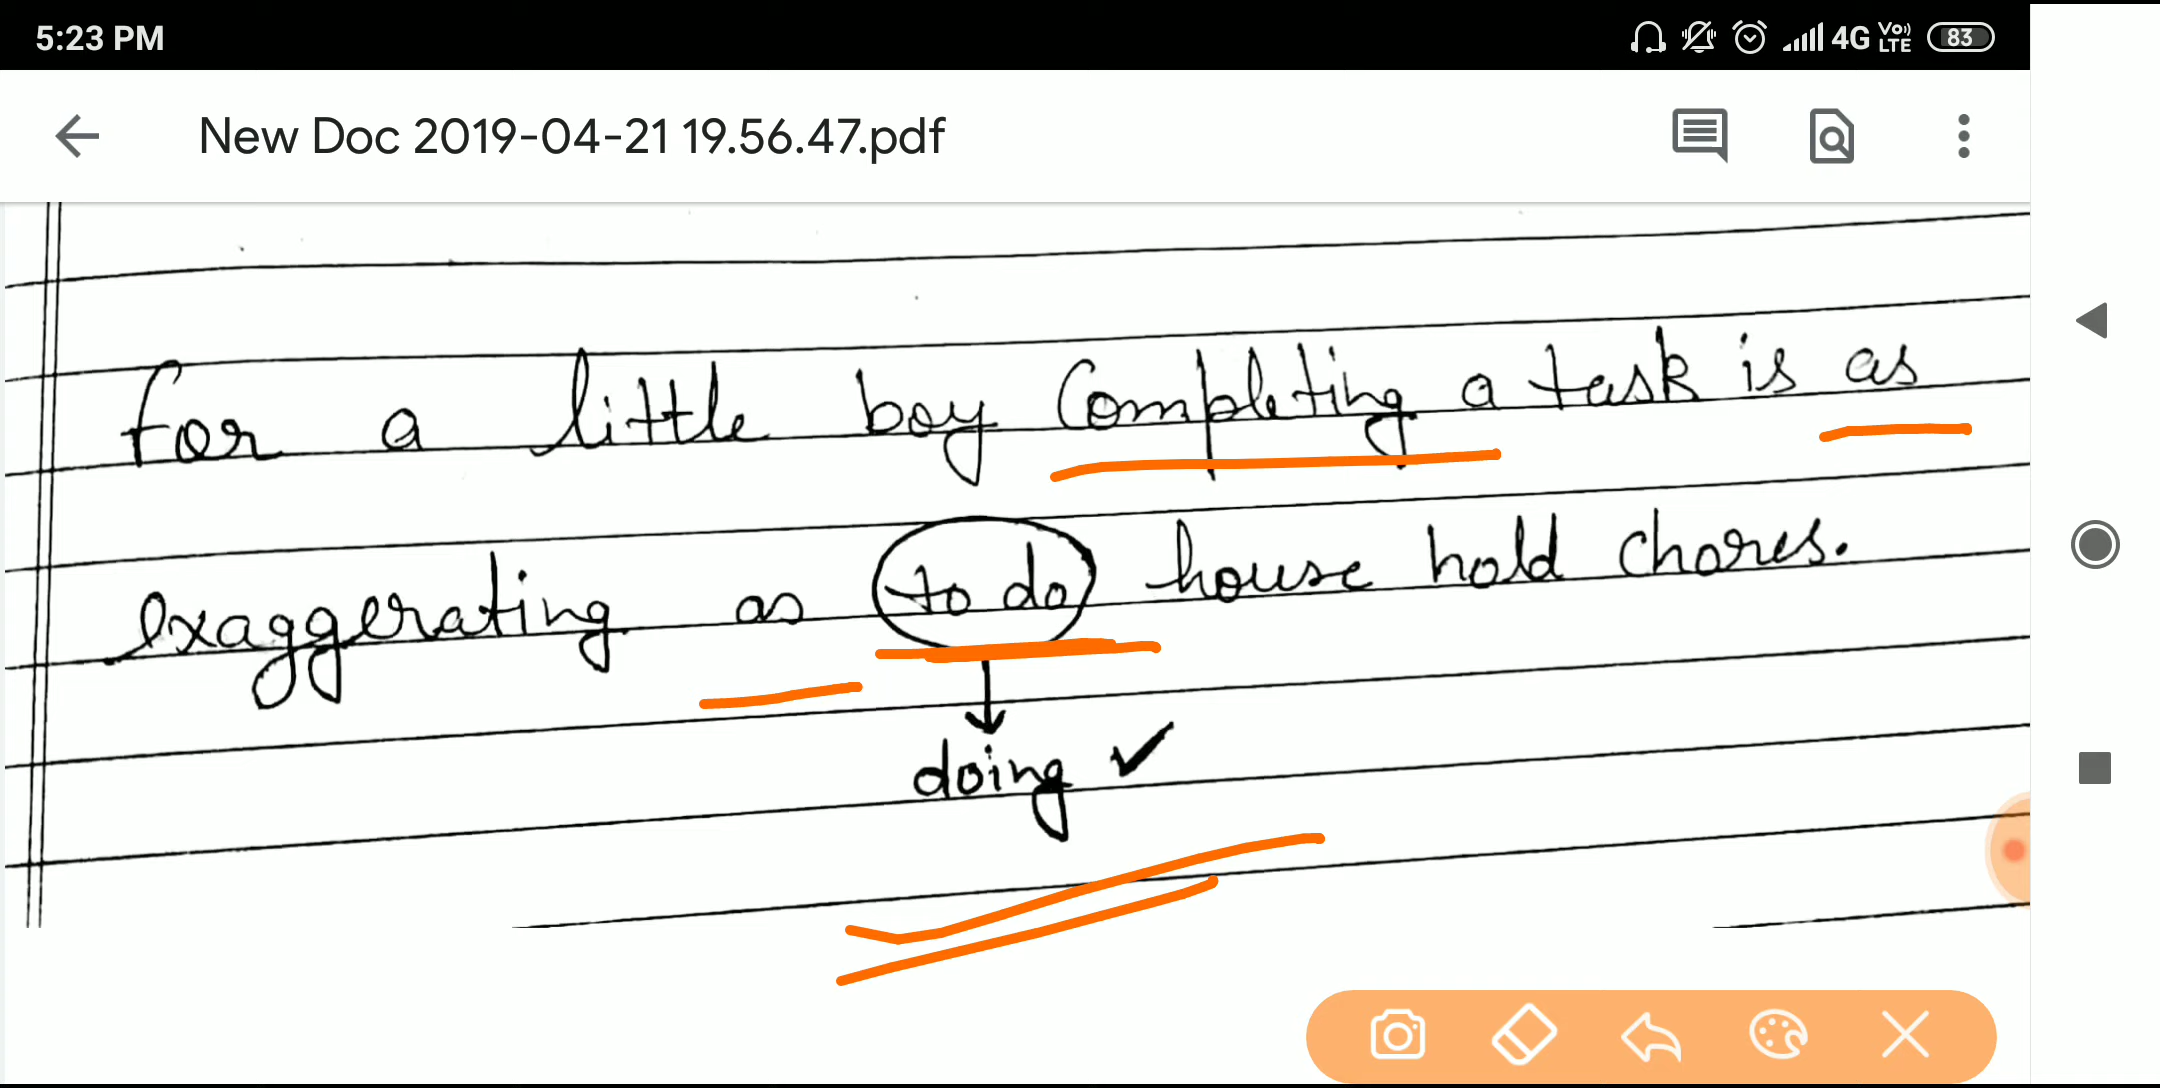 5:23 PM 4G VoLTE 83
New Doc 2019-04-21 19.56.47.pdf
For a little boy Completing a task is as
exaggerating as to do house hold chores.
doing